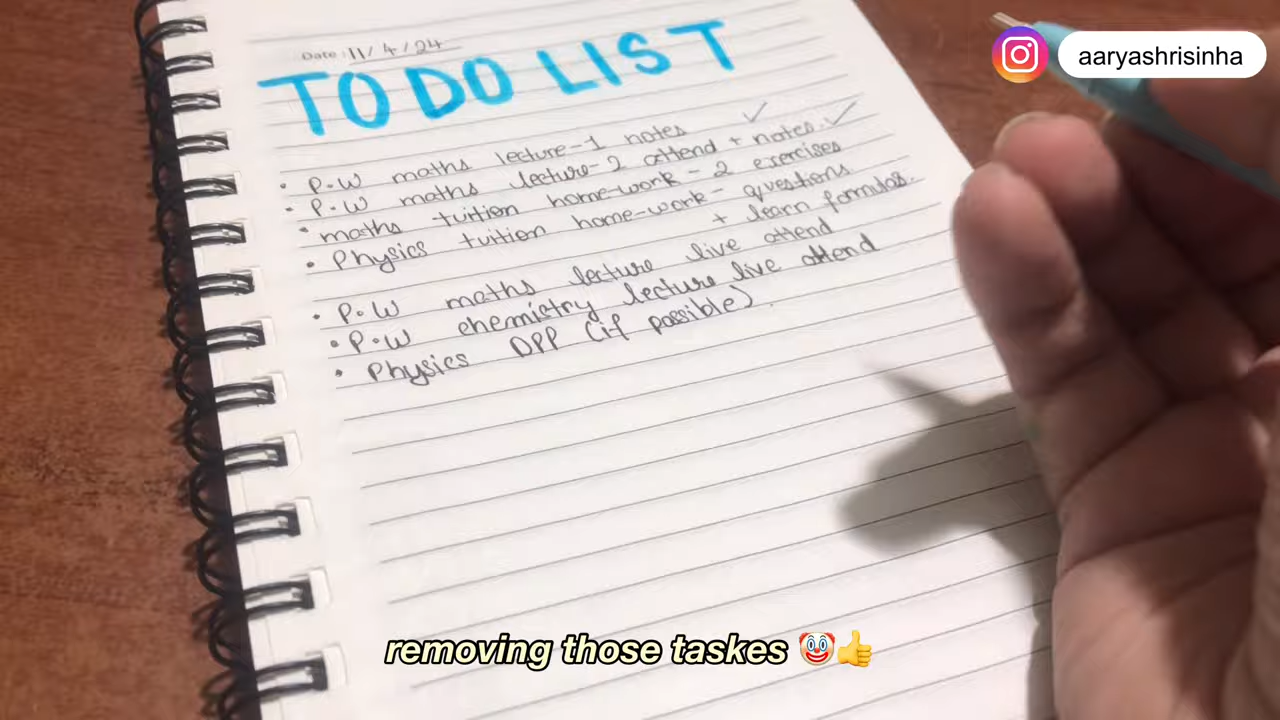 aaryashrisinha
Date : 11/4/24
TO DO LIST
• P.W maths lecture-1 notes ✓
• P.W maths lecture-2 attend + notes. ✓
• maths tuition home-work - 2 exercises
• Physics tuition home-work - questions
+ learn formulas.
• P.W maths lecture live attend
• P.W chemistry lecture live attend
• Physics DPP (if possible).
removing those taskes 🤡👍